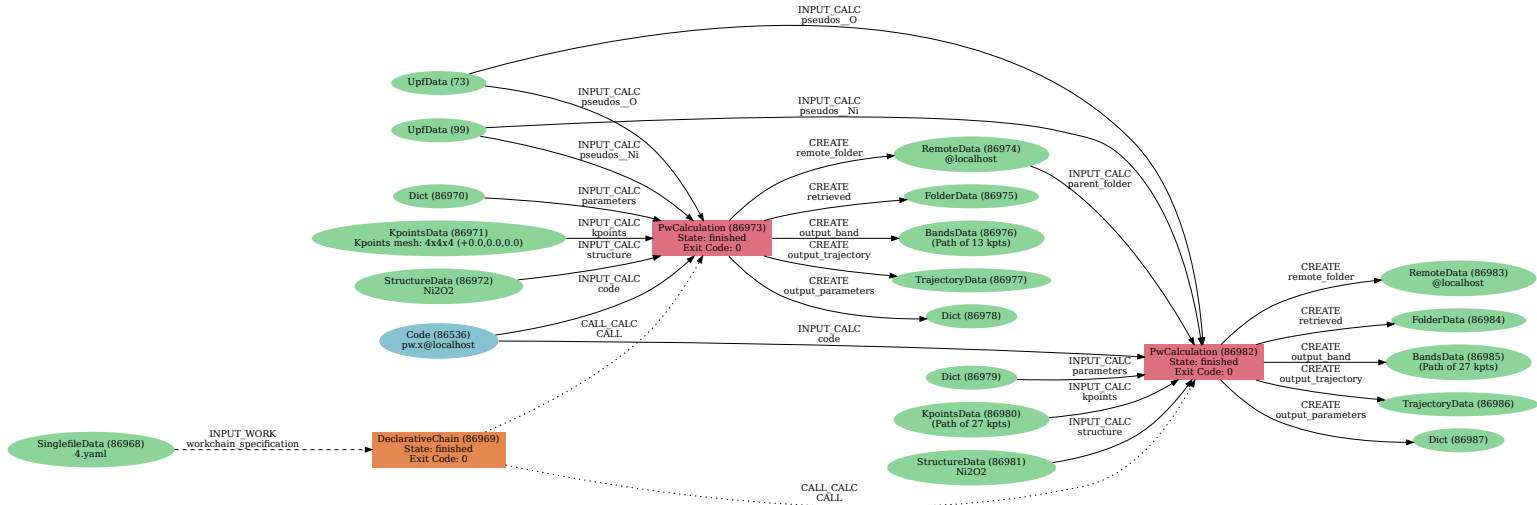 INPUT_CALC
pseudos__O
UpfData (73)
INPUT_CALC
pseudos__O
INPUT_CALC
pseudos__Ni
UpfData (99)
INPUT_CALC
pseudos__Ni
CREATE
remote_folder
RemoteData (86974)
@localhost
INPUT_CALC
parent_folder
Dict (86970)
INPUT_CALC
parameters
CREATE
retrieved
FolderData (86975)
KpointsData (86971)
Kpoints mesh: 4x4x4 (+0.0,0.0,0.0)
INPUT_CALC
kpoints
PwCalculation (86973)
State: finished
Exit Code: 0
CREATE
output_band
BandsData (86976)
(Path of 13 kpts)
INPUT_CALC
structure
CREATE
output_trajectory
StructureData (86972)
Ni2O2
INPUT_CALC
code
TrajectoryData (86977)
CREATE
output_parameters
Dict (86978)
Code (86536)
pw.x@localhost
CALL_CALC
CALL
INPUT_CALC
code
CREATE
remote_folder
RemoteData (86983)
@localhost
CREATE
retrieved
FolderData (86984)
PwCalculation (86982)
State: finished
Exit Code: 0
CREATE
output_band
BandsData (86985)
(Path of 27 kpts)
INPUT_CALC
parameters
Dict (86979)
CREATE
output_trajectory
TrajectoryData (86986)
INPUT_CALC
kpoints
KpointsData (86980)
(Path of 27 kpts)
CREATE
output_parameters
Dict (86987)
INPUT_CALC
structure
StructureData (86981)
Ni2O2
SinglefileData (86968)
4.yaml
INPUT_WORK
workchain_specification
DeclarativeChain (86969)
State: finished
Exit Code: 0
CALL_CALC
CALL